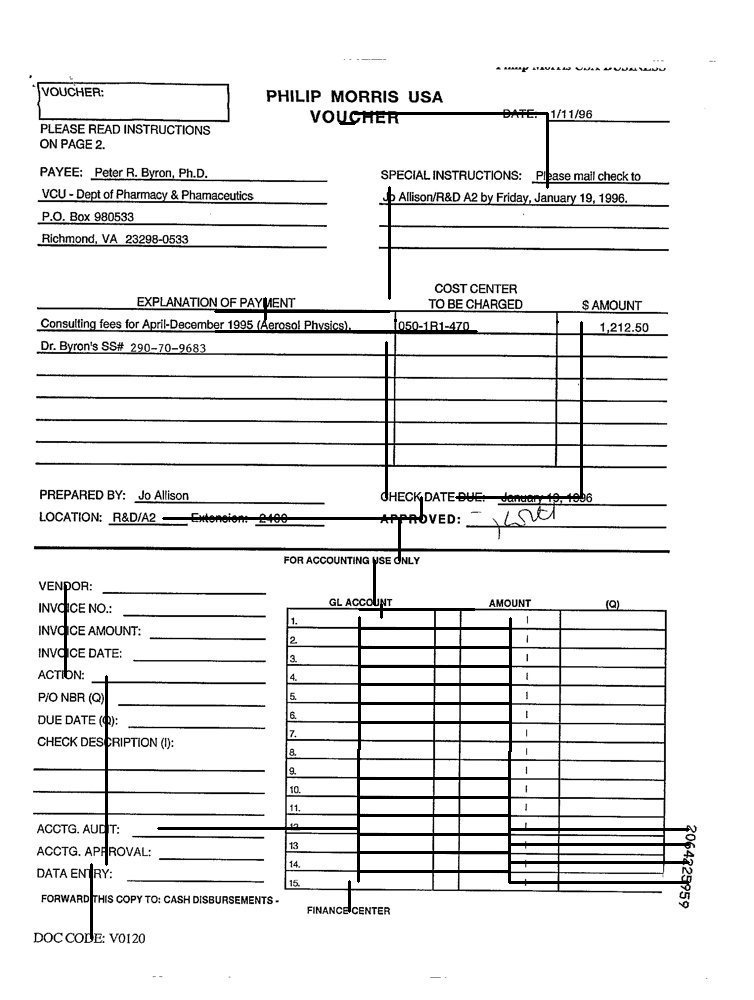 Philip Morris USA BUSINESS
VOUCHER:
PHILIP MORRIS USA
VOUCHER
DATE: 1/11/96
PLEASE READ INSTRUCTIONS
ON PAGE 2.
PAYEE: Peter R. Byron, Ph.D.
SPECIAL INSTRUCTIONS: Please mail check to
VCU - Dept of Pharmacy & Phamaceutics
Jo Allison/R&D A2 by Friday, January 19, 1996.
P.O. Box 980533
Richmond, VA 23298-0533
EXPLANATION OF PAYMENT
COST CENTER
TO BE CHARGED
$ AMOUNT
Consulting fees for April-December 1995 (Aerosol Physics). 050-1R1-470 1,212.50
Dr. Byron's SS# 290-70-9683
PREPARED BY: Jo Allison
CHECK DATE DUE: January 19, 1996
LOCATION: R&D/A2 Extension: 2400
APPROVED:
FOR ACCOUNTING USE ONLY
VENDOR:
INVOICE NO.:
INVOICE AMOUNT:
INVOICE DATE:
ACTION:
P/O NBR (Q)
DUE DATE (Q):
CHECK DESCRIPTION (I):
ACCTG. AUDIT:
ACCTG. APPROVAL:
DATA ENTRY:
GL ACCOUNT AMOUNT (Q)
1.
2.
3.
4.
5.
6.
7.
8.
9.
10.
11.
12
13
14.
15.
2064225959
FORWARD THIS COPY TO: CASH DISBURSEMENTS -
FINANCE CENTER
DOC CODE: V0120